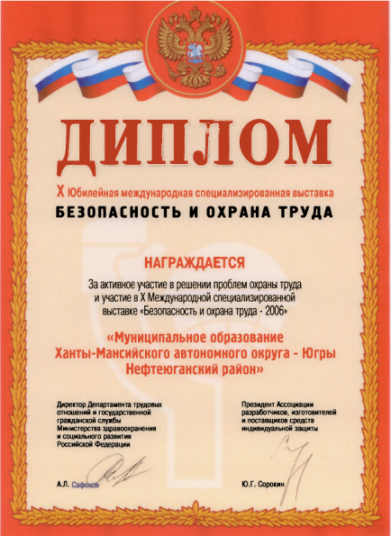 ДИПЛОМ
X Юбилейная международная специализированная выставка
БЕЗОПАСНОСТЬ И ОХРАНА ТРУДА
НАГРАЖДАЕТСЯ
За активное участие в решении проблем охраны труда
и участие в X Международной специализированной
выставке «Безопасность и охрана труда - 2006»
«Муниципальное образование
Ханты-Мансийского автономного округа - Югры
Нефтеюганский район»
Директор Департамента трудовых
отношений и государственной
гражданской службы
Министерства здравоохранения
и социального развития
Российской Федерации
А.Л. Сафонов
Президент Ассоциации
разработчиков, изготовителей
и поставщиков средств
индивидуальной защиты
Ю.Г. Сорокин